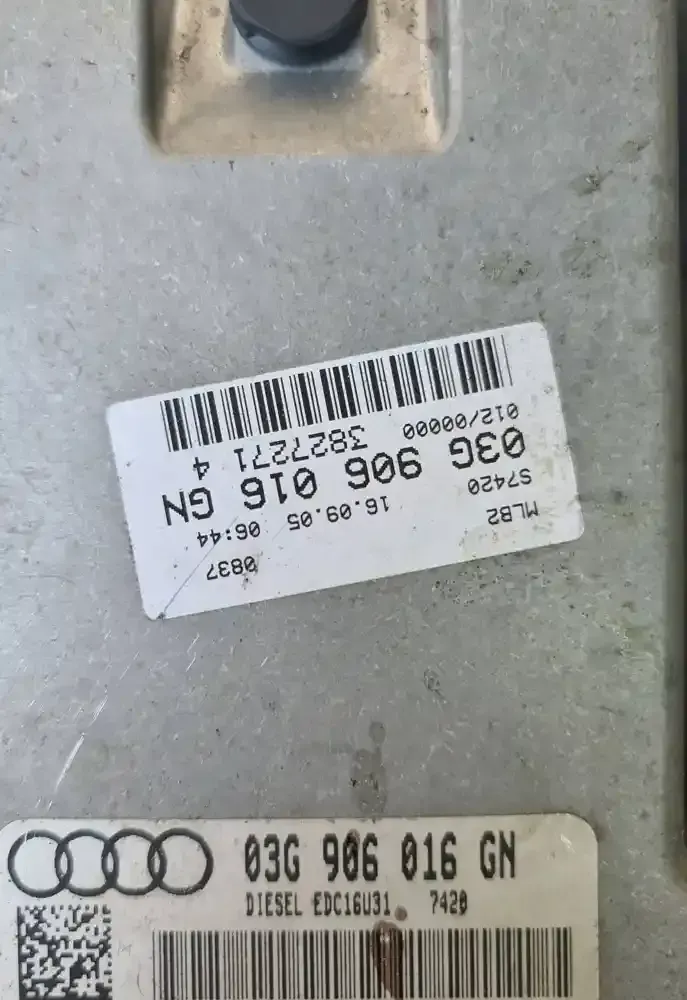 MLB2 0837
S7420 16.09.05 06:44
03G 906 016 GN
012/00000 3827271 4
03G 906 016 GN
DIESEL EDC16U31 7420